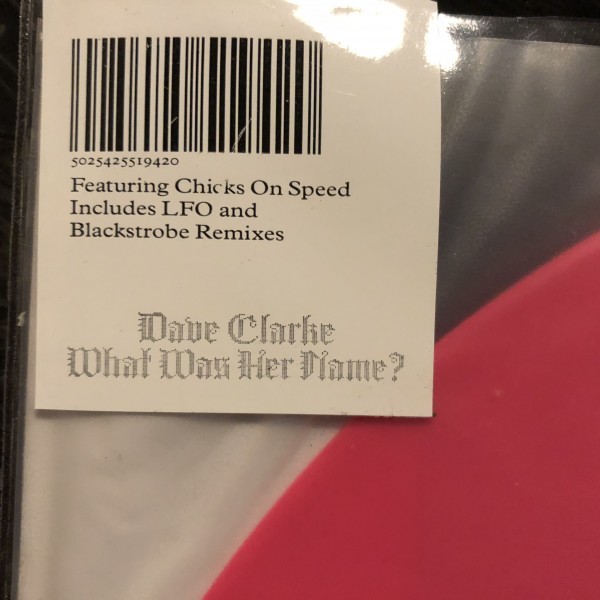 5025425519420
Featuring Chicks On Speed
Includes LFO and
Blackstrobe Remixes
Dave Clarke
What Was Her Name?